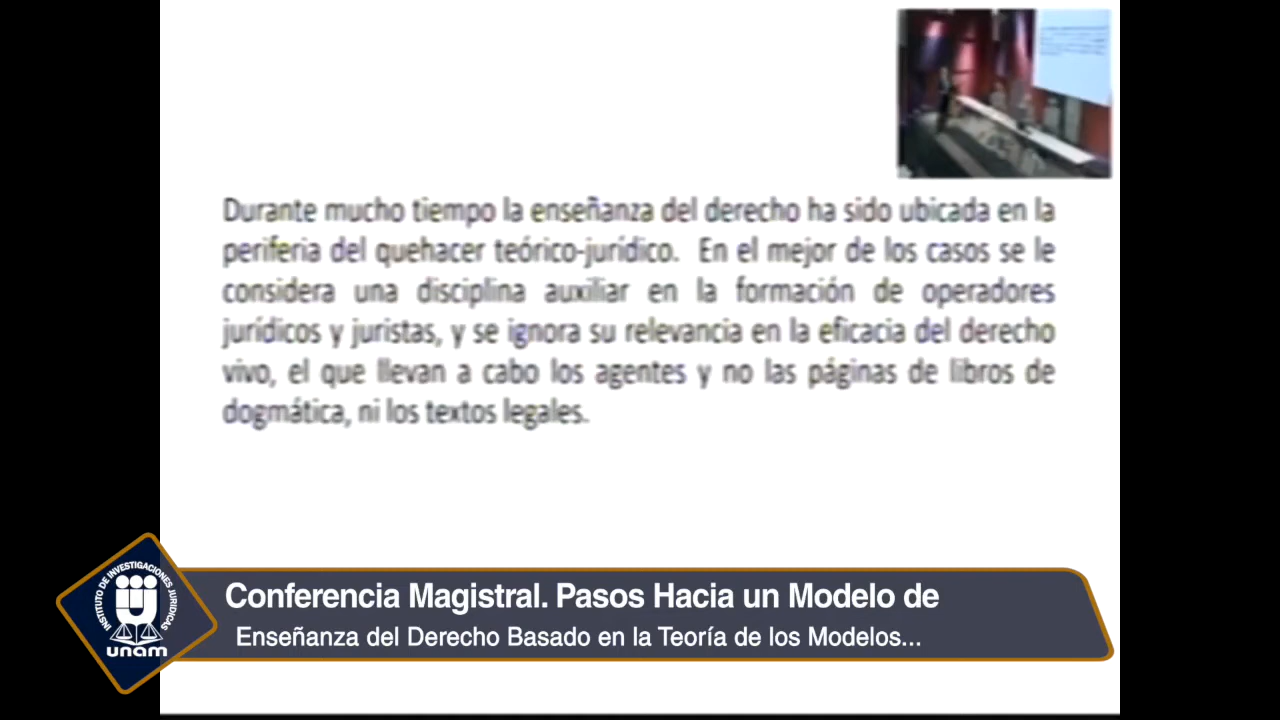 Durante mucho tiempo la enseñanza del derecho ha sido ubicada en la
periferia del quehacer teórico-jurídico. En el mejor de los casos se le
considera una disciplina auxiliar en la formación de operadores
jurídicos y juristas, y se ignora su relevancia en la eficacia del derecho
vivo, el que llevan a cabo los agentes y no las páginas de libros de
dogmática, ni los textos legales.
Conferencia Magistral. Pasos Hacia un Modelo de
Enseñanza del Derecho Basado en la Teoría de los Modelos...
INSTITUTO DE INVESTIGACIONES JURIDICAS
unam